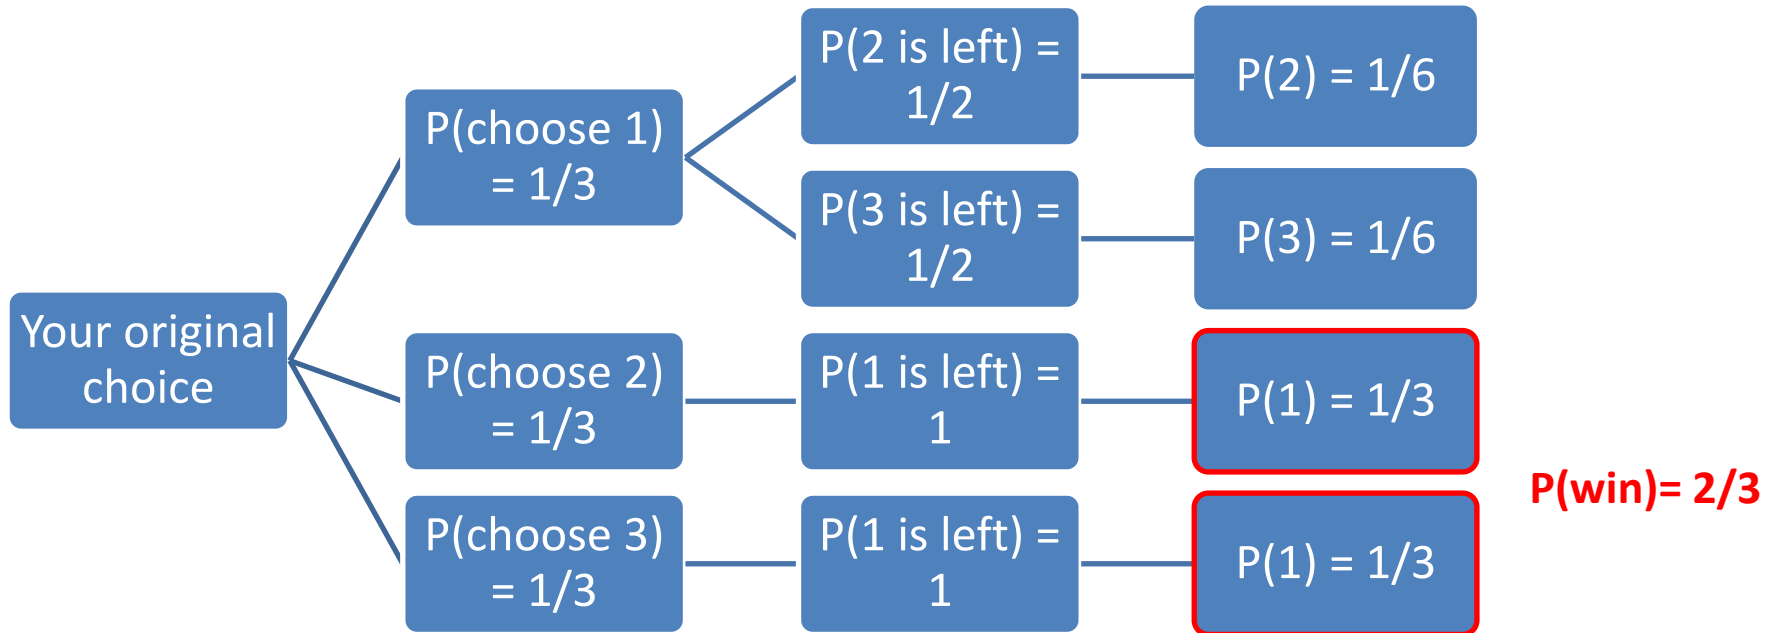 Your original
choice
P(choose 1)
= 1/3
P(2 is left) =
1/2
P(2) = 1/6
P(3 is left) =
1/2
P(3) = 1/6
P(choose 2)
= 1/3
P(1 is left) =
1
P(1) = 1/3
P(choose 3)
= 1/3
P(1 is left) =
1
P(1) = 1/3
P(win)= 2/3